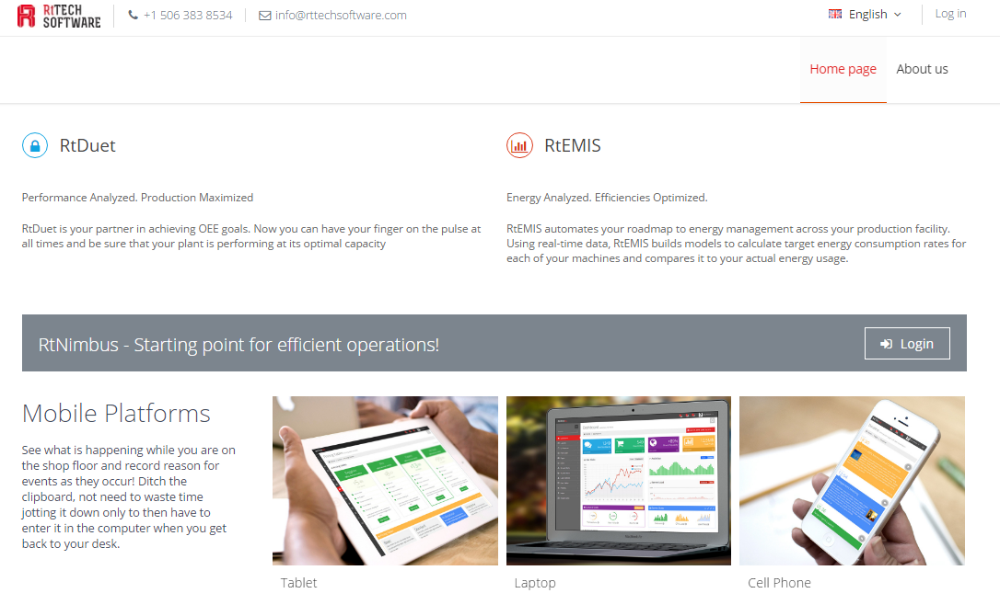 RtTECH
SOFTWARE
+1 506 383 8534
info@rttechsoftware.com
English
Log in
Home page
About us
RtDuet
Performance Analyzed. Production Maximized
RtDuet is your partner in achieving OEE goals. Now you can have your finger on the pulse at
all times and be sure that your plant is performing at its optimal capacity
RtEMIS
Energy Analyzed. Efficiencies Optimized.
RtEMIS automates your roadmap to energy management across your production facility.
Using real-time data, RtEMIS builds models to calculate target energy consumption rates for
each of your machines and compares it to your actual energy usage.
RtNimbus - Starting point for efficient operations!
Login
Mobile Platforms
See what is happening while you are on
the shop floor and record reason for
events as they occur! Ditch the
clipboard, not need to waste time
jotting it down only to then have to
enter it in the computer when you get
back to your desk.
Tablet
Laptop
Cell Phone